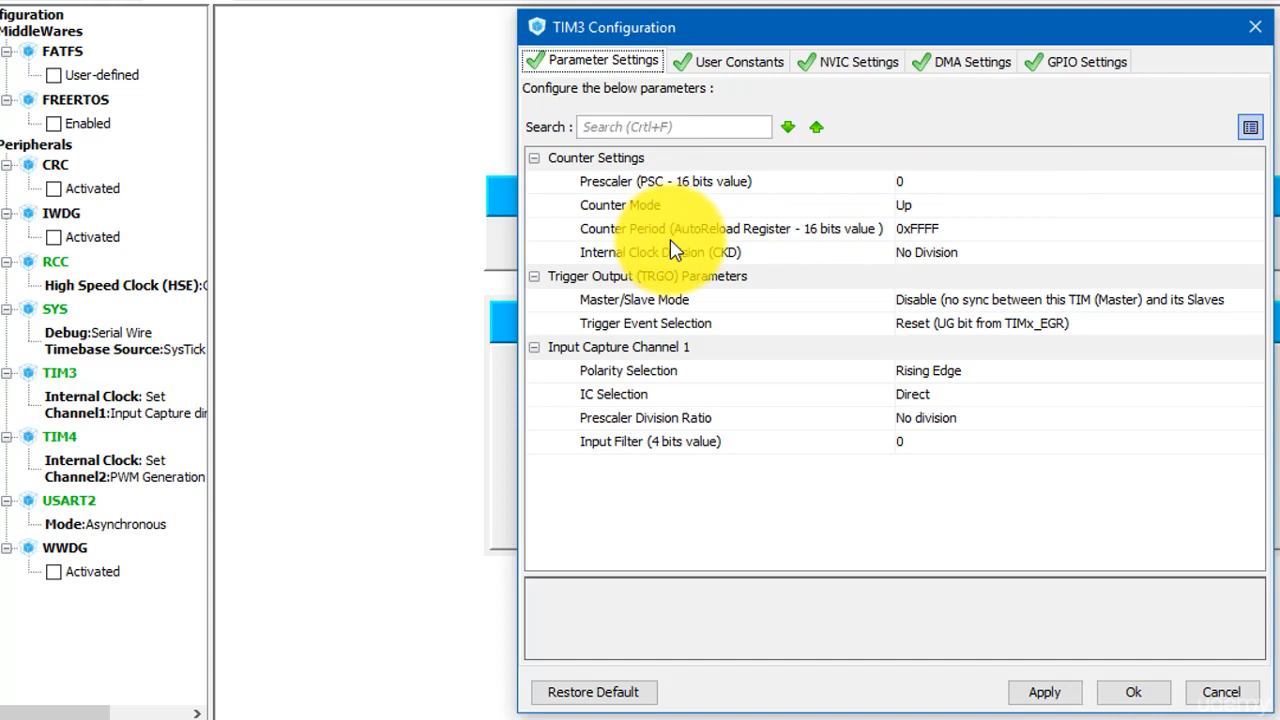 figuration
MiddleWares
FATFS
User-defined
FREERTOS
Enabled
Peripherals
CRC
Activated
IWDG
Activated
RCC
High Speed Clock (HSE):
SYS
Debug:Serial Wire
Timebase Source:SysTick
TIM3
Internal Clock: Set
Channel1:Input Capture dir
TIM4
Internal Clock: Set
Channel2:PWM Generation
USART2
Mode:Asynchronous
WWDG
Activated
TIM3 Configuration
Parameter Settings User Constants NVIC Settings DMA Settings GPIO Settings
Configure the below parameters :
Search : Search (Crtl+F)
Counter Settings
Prescaler (PSC - 16 bits value) 0
Counter Mode Up
Counter Period (AutoReload Register - 16 bits value ) 0xFFFF
Internal Clock Division (CKD) No Division
Trigger Output (TRGO) Parameters
Master/Slave Mode Disable (no sync between this TIM (Master) and its Slaves
Trigger Event Selection Reset (UG bit from TIMx_EGR)
Input Capture Channel 1
Polarity Selection Rising Edge
IC Selection Direct
Prescaler Division Ratio No division
Input Filter (4 bits value) 0
Restore Default Apply Ok Cancel
udemy